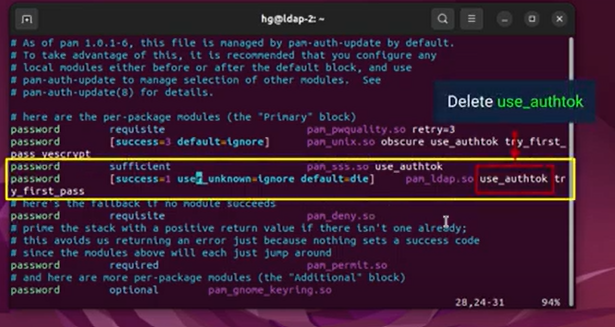 hg@ldap-2: ~
# As of pam 1.0.1-6, this file is managed by pam-auth-update by default.
# To take advantage of this, it is recommended that you configure any
# local modules either before or after the default block, and use
# pam-auth-update to manage selection of other modules.  See
# pam-auth-update(8) for details.
Delete use_authtok
# here are the per-package modules (the "Primary" block)
password requisite pam_pwquality.so retry=3
password [success=3 default=ignore] pam_unix.so obscure use_authtok try_first_
pass yescrypt
password sufficient pam_sss.so use_authtok
password [success=1 user_unknown=ignore default=die] pam_ldap.so use_authtok tr
y_first_pass
# here's the fallback if no module succeeds
password requisite pam_deny.so
# prime the stack with a positive return value if there isn't one already;
# this avoids us returning an error just because nothing sets a success code
# since the modules above will each just jump around
password required pam_permit.so
# and here are more per-package modules (the "Additional" block)
password optional pam_gnome_keyring.so
28,24-31 94%